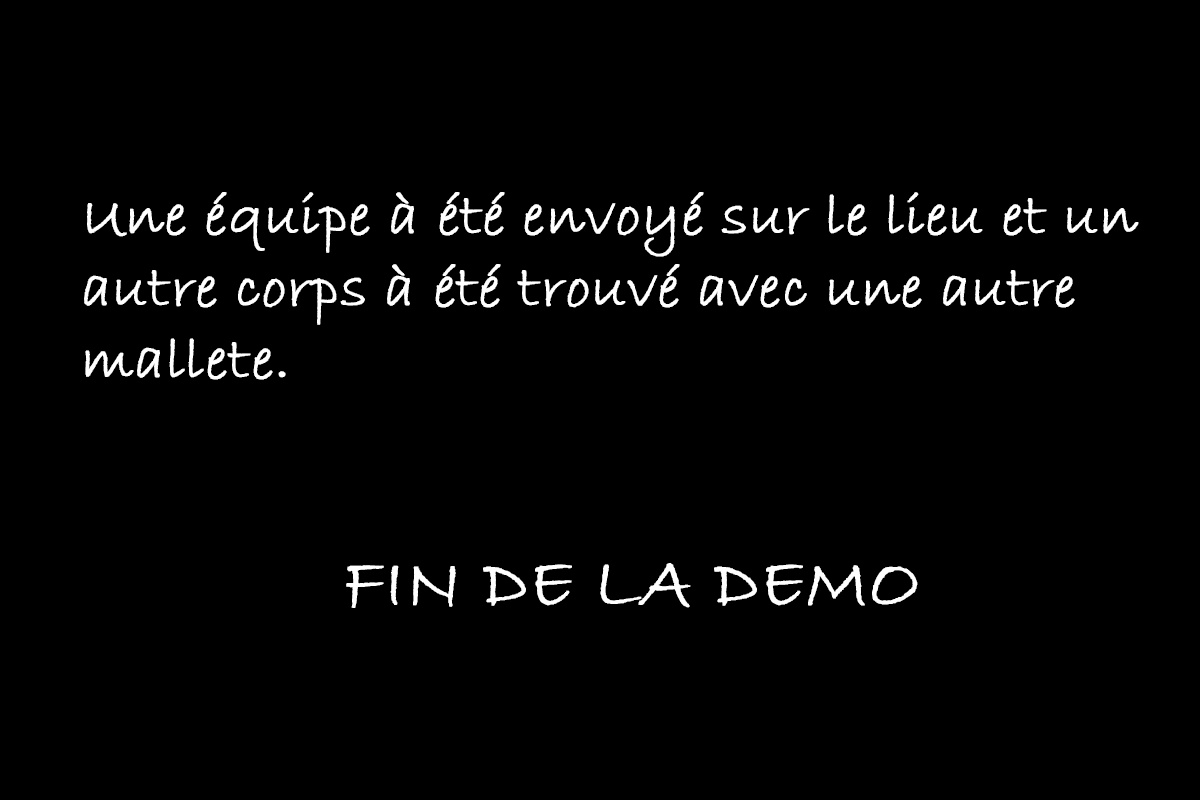 Une équipe à été envoyé sur le lieu et un
autre corps à été trouvé avec une autre
mallete.
FIN DE LA DEMO